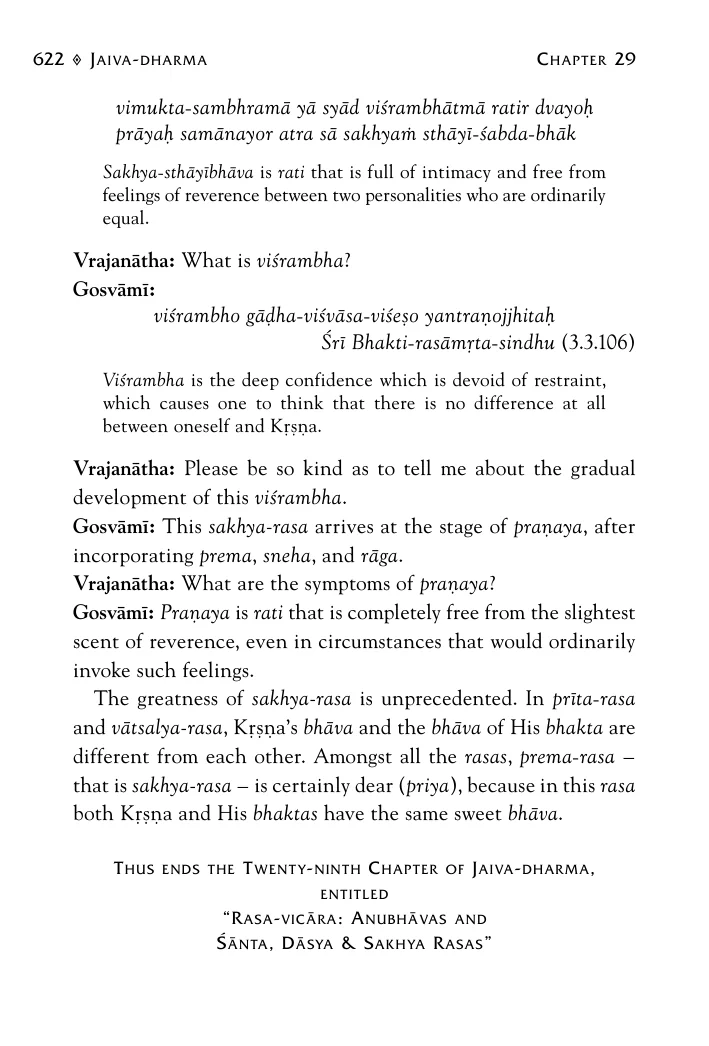 622 ◊ Jaiva-dharma Chapter 29
vimukta-sambhramā yā syād viśrambhātmā ratir dvayoḥ
prāyaḥ samānayor atra sā sakhyaṁ sthāyī-śabda-bhāk
Sakhya-sthāyībhāva is rati that is full of intimacy and free from
feelings of reverence between two personalities who are ordinarily
equal.
Vrajanātha: What is viśrambha?
Gosvāmī:
viśrambho gāḍha-viśvāsa-viśeṣo yantraṇojjhitaḥ
Śrī Bhakti-rasāmṛta-sindhu (3.3.106)
Viśrambha is the deep confidence which is devoid of restraint,
which causes one to think that there is no difference at all
between oneself and Kṛṣṇa.
Vrajanātha: Please be so kind as to tell me about the gradual
development of this viśrambha.
Gosvāmī: This sakhya-rasa arrives at the stage of praṇaya, after
incorporating prema, sneha, and rāga.
Vrajanātha: What are the symptoms of praṇaya?
Gosvāmī: Praṇaya is rati that is completely free from the slightest
scent of reverence, even in circumstances that would ordinarily
invoke such feelings.
The greatness of sakhya-rasa is unprecedented. In prīta-rasa
and vātsalya-rasa, Kṛṣṇa’s bhāva and the bhāva of His bhakta are
different from each other. Amongst all the rasas, prema-rasa –
that is sakhya-rasa – is certainly dear (priya), because in this rasa
both Kṛṣṇa and His bhaktas have the same sweet bhāva.
Thus ends the Twenty-ninth Chapter of Jaiva-dharma,
entitled
“Rasa-vicāra: Anubhāvas and
Śānta, Dāsya & Sakhya Rasas”